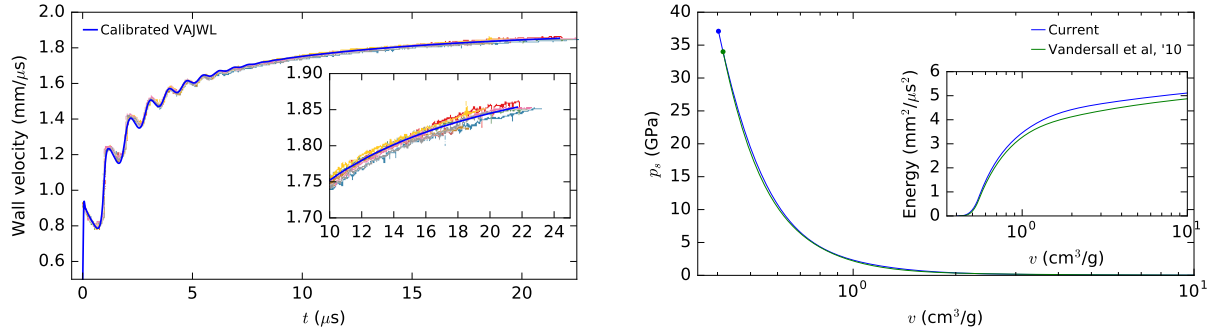 Calibrated VAJWL
Wall velocity (mm/μs)
2.0
1.8
1.6
1.4
1.2
1.0
0.8
0.6
1.90
1.85
1.80
1.75
1.70
10 12 14 16 18 20 22 24
0 5 10 15 20
t (μs)
Current
Vandersall et al, '10
p_s (GPa)
40
35
30
25
20
15
10
5
0
Energy (mm²/μs²)
6
5
4
3
2
1
0
10⁰ 10¹
v (cm³/g)
10⁰ 10¹
v (cm³/g)